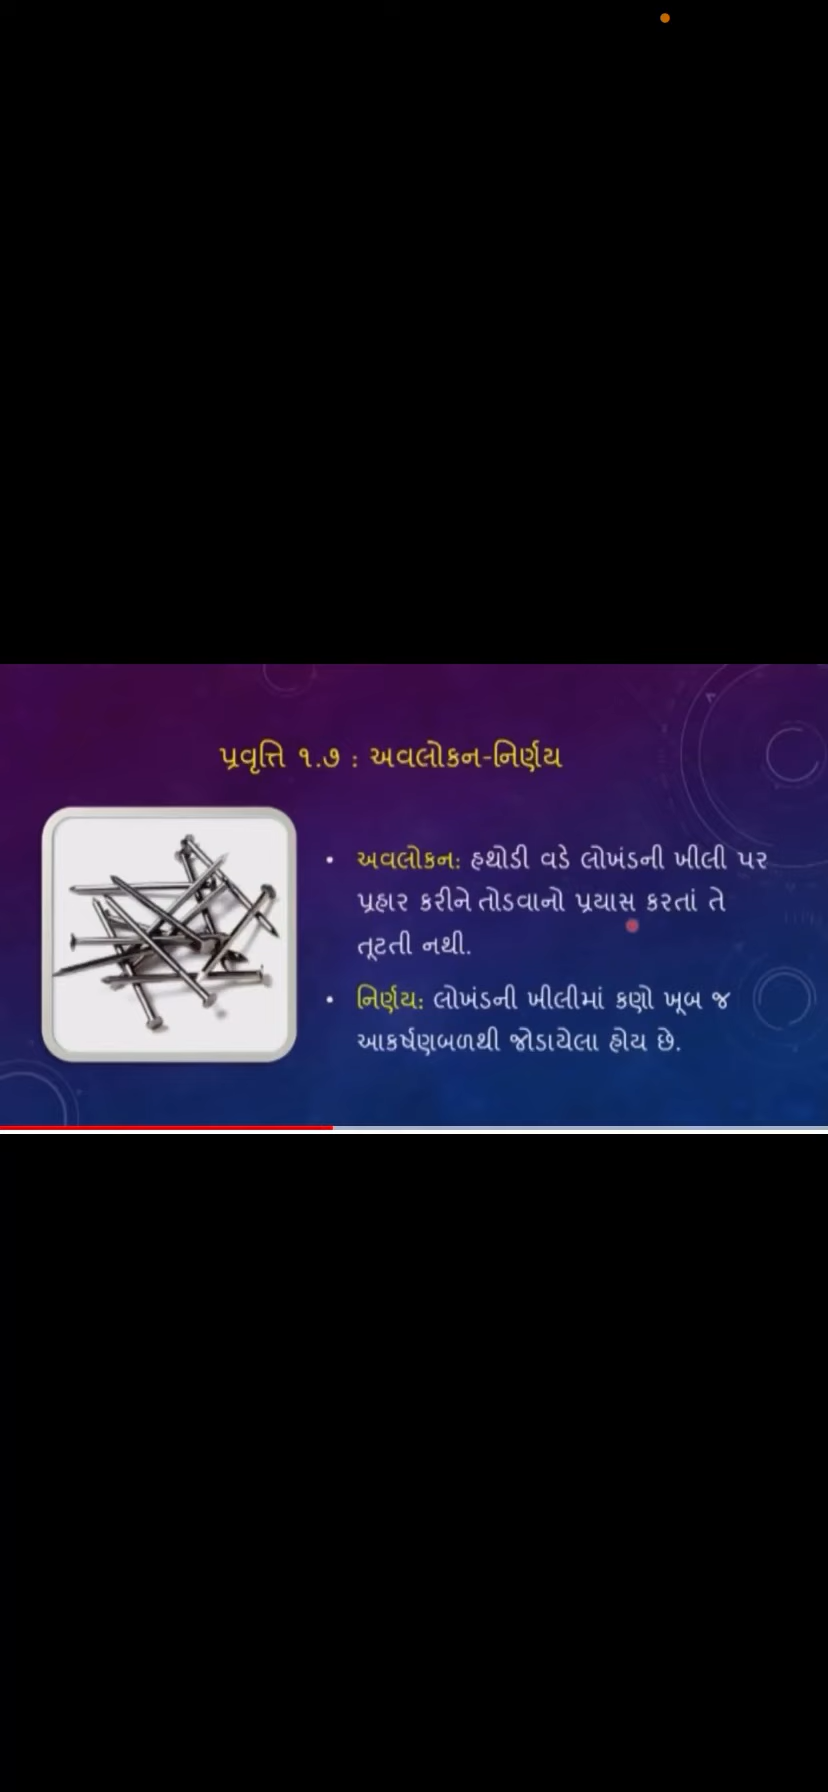 પ્રવૃત્તિ ૧.૭ : અવલોકન-નિર્ણય
• અવલોકન: હથોડી વડે લોખંડની ખીલી પર
પ્રહાર કરીને તોડવાનો પ્રયાસ કરતાં તે
તૂટતી નથી.
• નિર્ણય: લોખંડની ખીલીમાં કણો ખૂબ જ
આકર્ષણબળથી જોડાયેલા હોય છે.